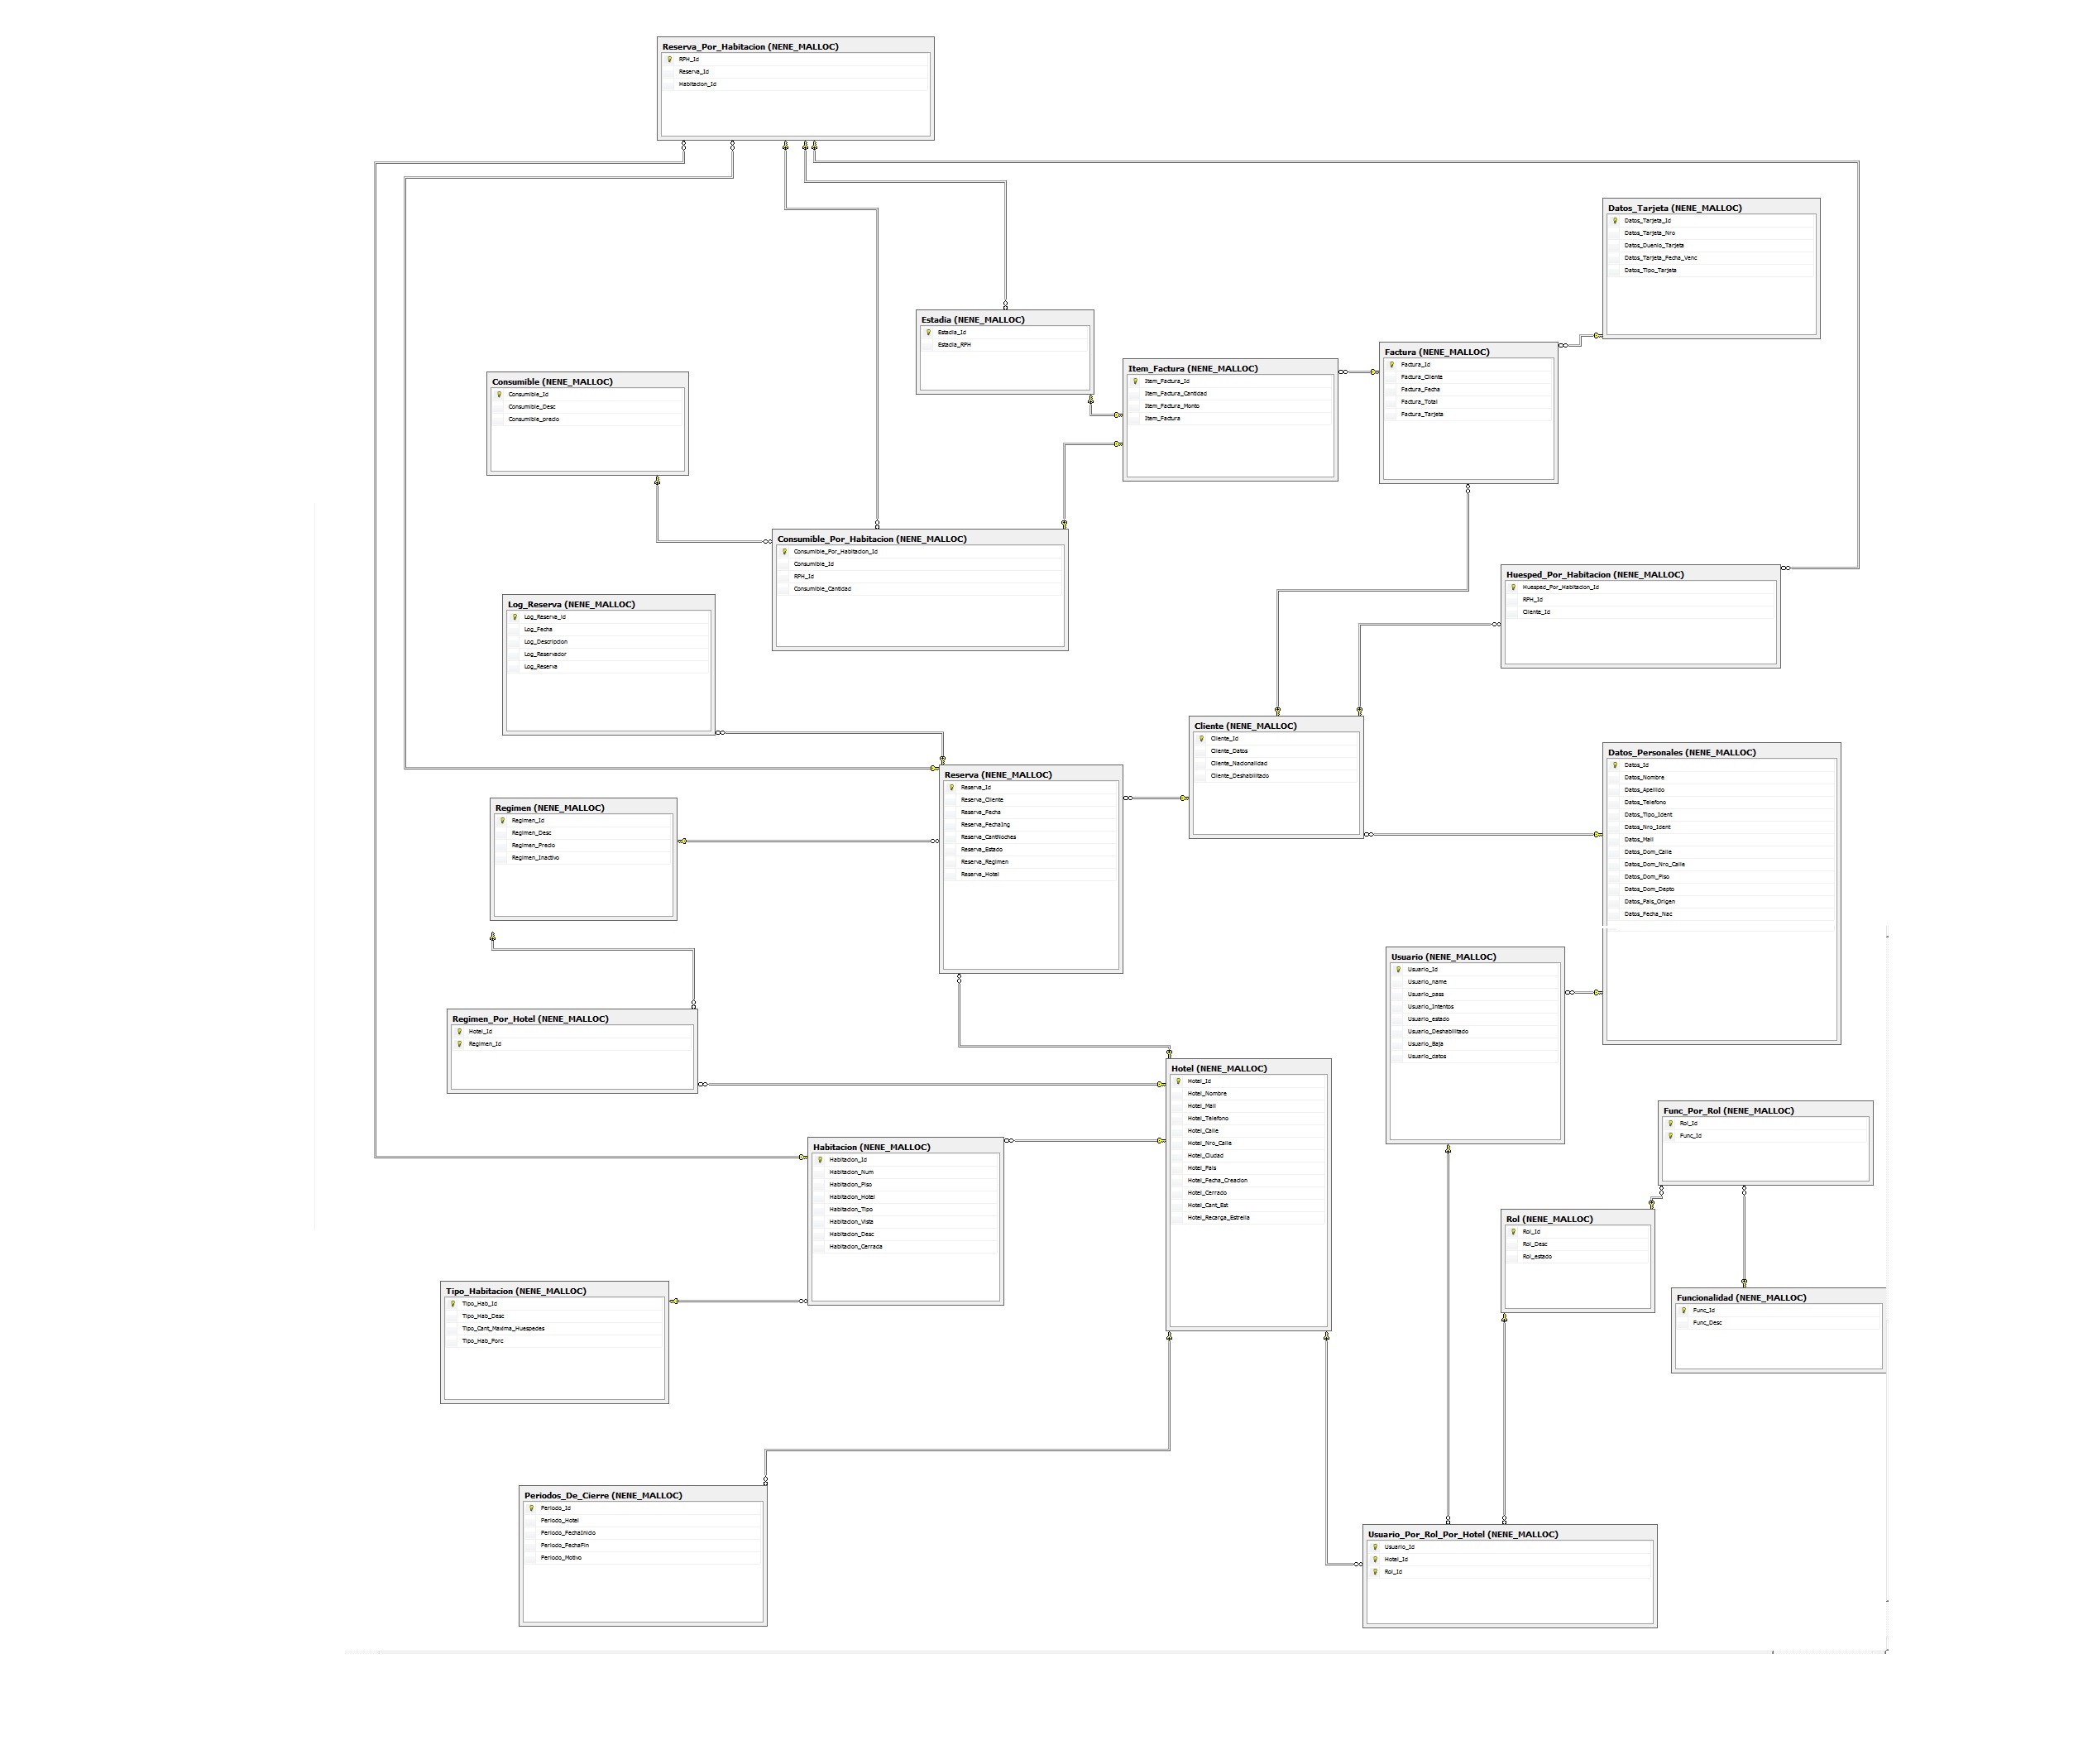 Reserva_Por_Habitacion (NENE_MALLOC)
RPH_Id
Reserva_Id
Habitacion_Id
Datos_Tarjeta (NENE_MALLOC)
Datos_Tarjeta_Id
Datos_Tarjeta_Nro
Datos_Duenio_Tarjeta
Datos_Tarjeta_Fecha_Venc
Datos_Tipo_Tarjeta
Estadia (NENE_MALLOC)
Estadia_Id
Estadia_RPH
Item_Factura (NENE_MALLOC)
Item_Factura_Id
Item_Factura_Cantidad
Item_Factura_Monto
Item_Factura
Factura (NENE_MALLOC)
Factura_Id
Factura_Cliente
Factura_Fecha
Factura_Total
Factura_Tarjeta
Consumible (NENE_MALLOC)
Consumible_Id
Consumible_Desc
Consumible_precio
Consumible_Por_Habitacion (NENE_MALLOC)
Consumible_Por_Habitacion_Id
Consumible_Id
RPH_Id
Consumible_Cantidad
Huesped_Por_Habitacion (NENE_MALLOC)
Huesped_Por_Habitacion_Id
RPH_Id
Cliente_Id
Log_Reserva (NENE_MALLOC)
Log_Reserva_id
Log_Fecha
Log_Descripcion
Log_Reservador
Log_Reserva
Cliente (NENE_MALLOC)
Cliente_Id
Cliente_Datos
Cliente_Nacionalidad
Cliente_Deshabilitado
Datos_Personales (NENE_MALLOC)
Datos_Id
Datos_Nombre
Datos_Apellido
Datos_Telefono
Datos_Tipo_Ident
Datos_Nro_Ident
Datos_Mail
Datos_Dom_Calle
Datos_Dom_Nro_Calle
Datos_Dom_Piso
Datos_Dom_Depto
Datos_Pais_Origen
Datos_Fecha_Nac
Reserva (NENE_MALLOC)
Reserva_Id
Reserva_Cliente
Reserva_Fecha
Reserva_FechaIng
Reserva_CantNoches
Reserva_Estado
Reserva_Regimen
Reserva_Hotel
Regimen (NENE_MALLOC)
Regimen_Id
Regimen_Desc
Regimen_Precio
Regimen_Inactivo
Usuario (NENE_MALLOC)
Usuario_Id
Usuario_name
Usuario_pass
Usuario_Intentos
Usuario_estado
Usuario_Deshabilitado
Usuario_Baja
Usuario_datos
Regimen_Por_Hotel (NENE_MALLOC)
Hotel_Id
Regimen_Id
Hotel (NENE_MALLOC)
Hotel_Id
Hotel_Nombre
Hotel_Mail
Hotel_Telefono
Hotel_Calle
Hotel_Nro_Calle
Hotel_Ciudad
Hotel_Pais
Hotel_Fecha_Creacion
Hotel_Cerrado
Hotel_Cant_Est
Hotel_Recarga_Estrella
Func_Por_Rol (NENE_MALLOC)
Rol_Id
Func_Id
Habitacion (NENE_MALLOC)
Habitacion_Id
Habitacion_Num
Habitacion_Piso
Habitacion_Hotel
Habitacion_Tipo
Habitacion_Vista
Habitacion_Desc
Habitacion_Cerrada
Rol (NENE_MALLOC)
Rol_Id
Rol_Desc
Rol_estado
Tipo_Habitacion (NENE_MALLOC)
Tipo_Hab_Id
Tipo_Hab_Desc
Tipo_Cant_Maxima_Huespedes
Tipo_Hab_Porc
Funcionalidad (NENE_MALLOC)
Func_Id
Func_Desc
Periodos_De_Cierre (NENE_MALLOC)
Periodo_Id
Periodo_Hotel
Periodo_FechaInicio
Periodo_FechaFin
Periodo_Motivo
Usuario_Por_Rol_Por_Hotel (NENE_MALLOC)
Usuario_Id
Hotel_Id
Rol_Id